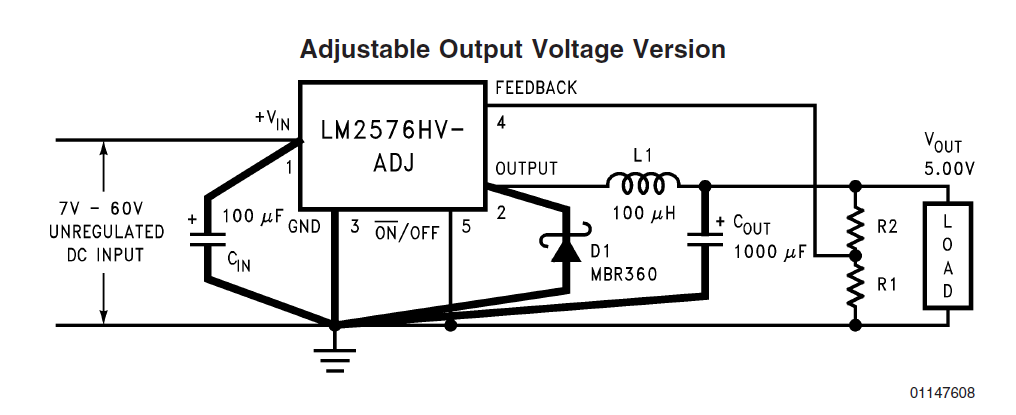 Adjustable Output Voltage Version
FEEDBACK
+VIN
LM2576HV-
ADJ
4
1
OUTPUT
L1
VOUT
5.00V
7V - 60V
UNREGULATED
DC INPUT
+
100 μF
CIN
GND
3
ON/OFF
5
2
100 μH
D1
MBR360
+
COUT
1000 μF
R2
R1
L
O
A
D
01147608